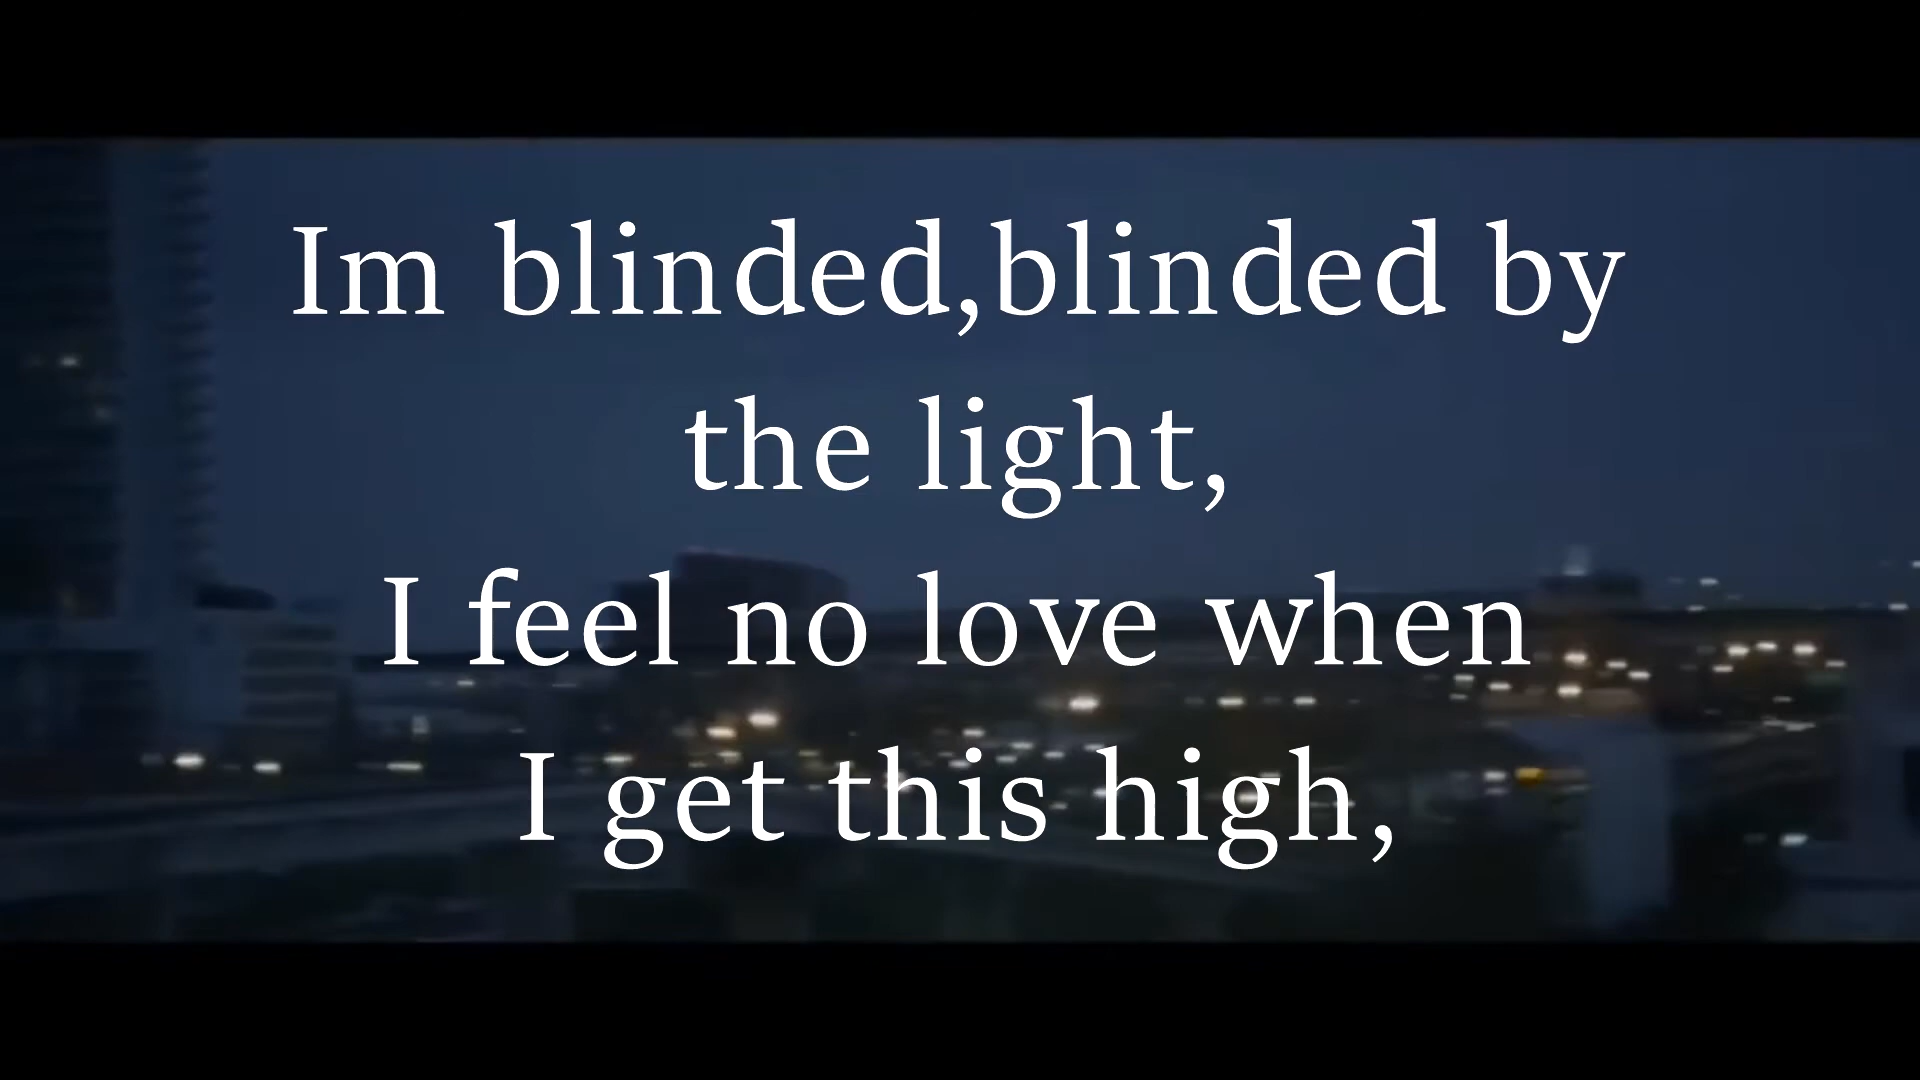 Im blinded,blinded by
the light,
I feel no love when
I get this high,